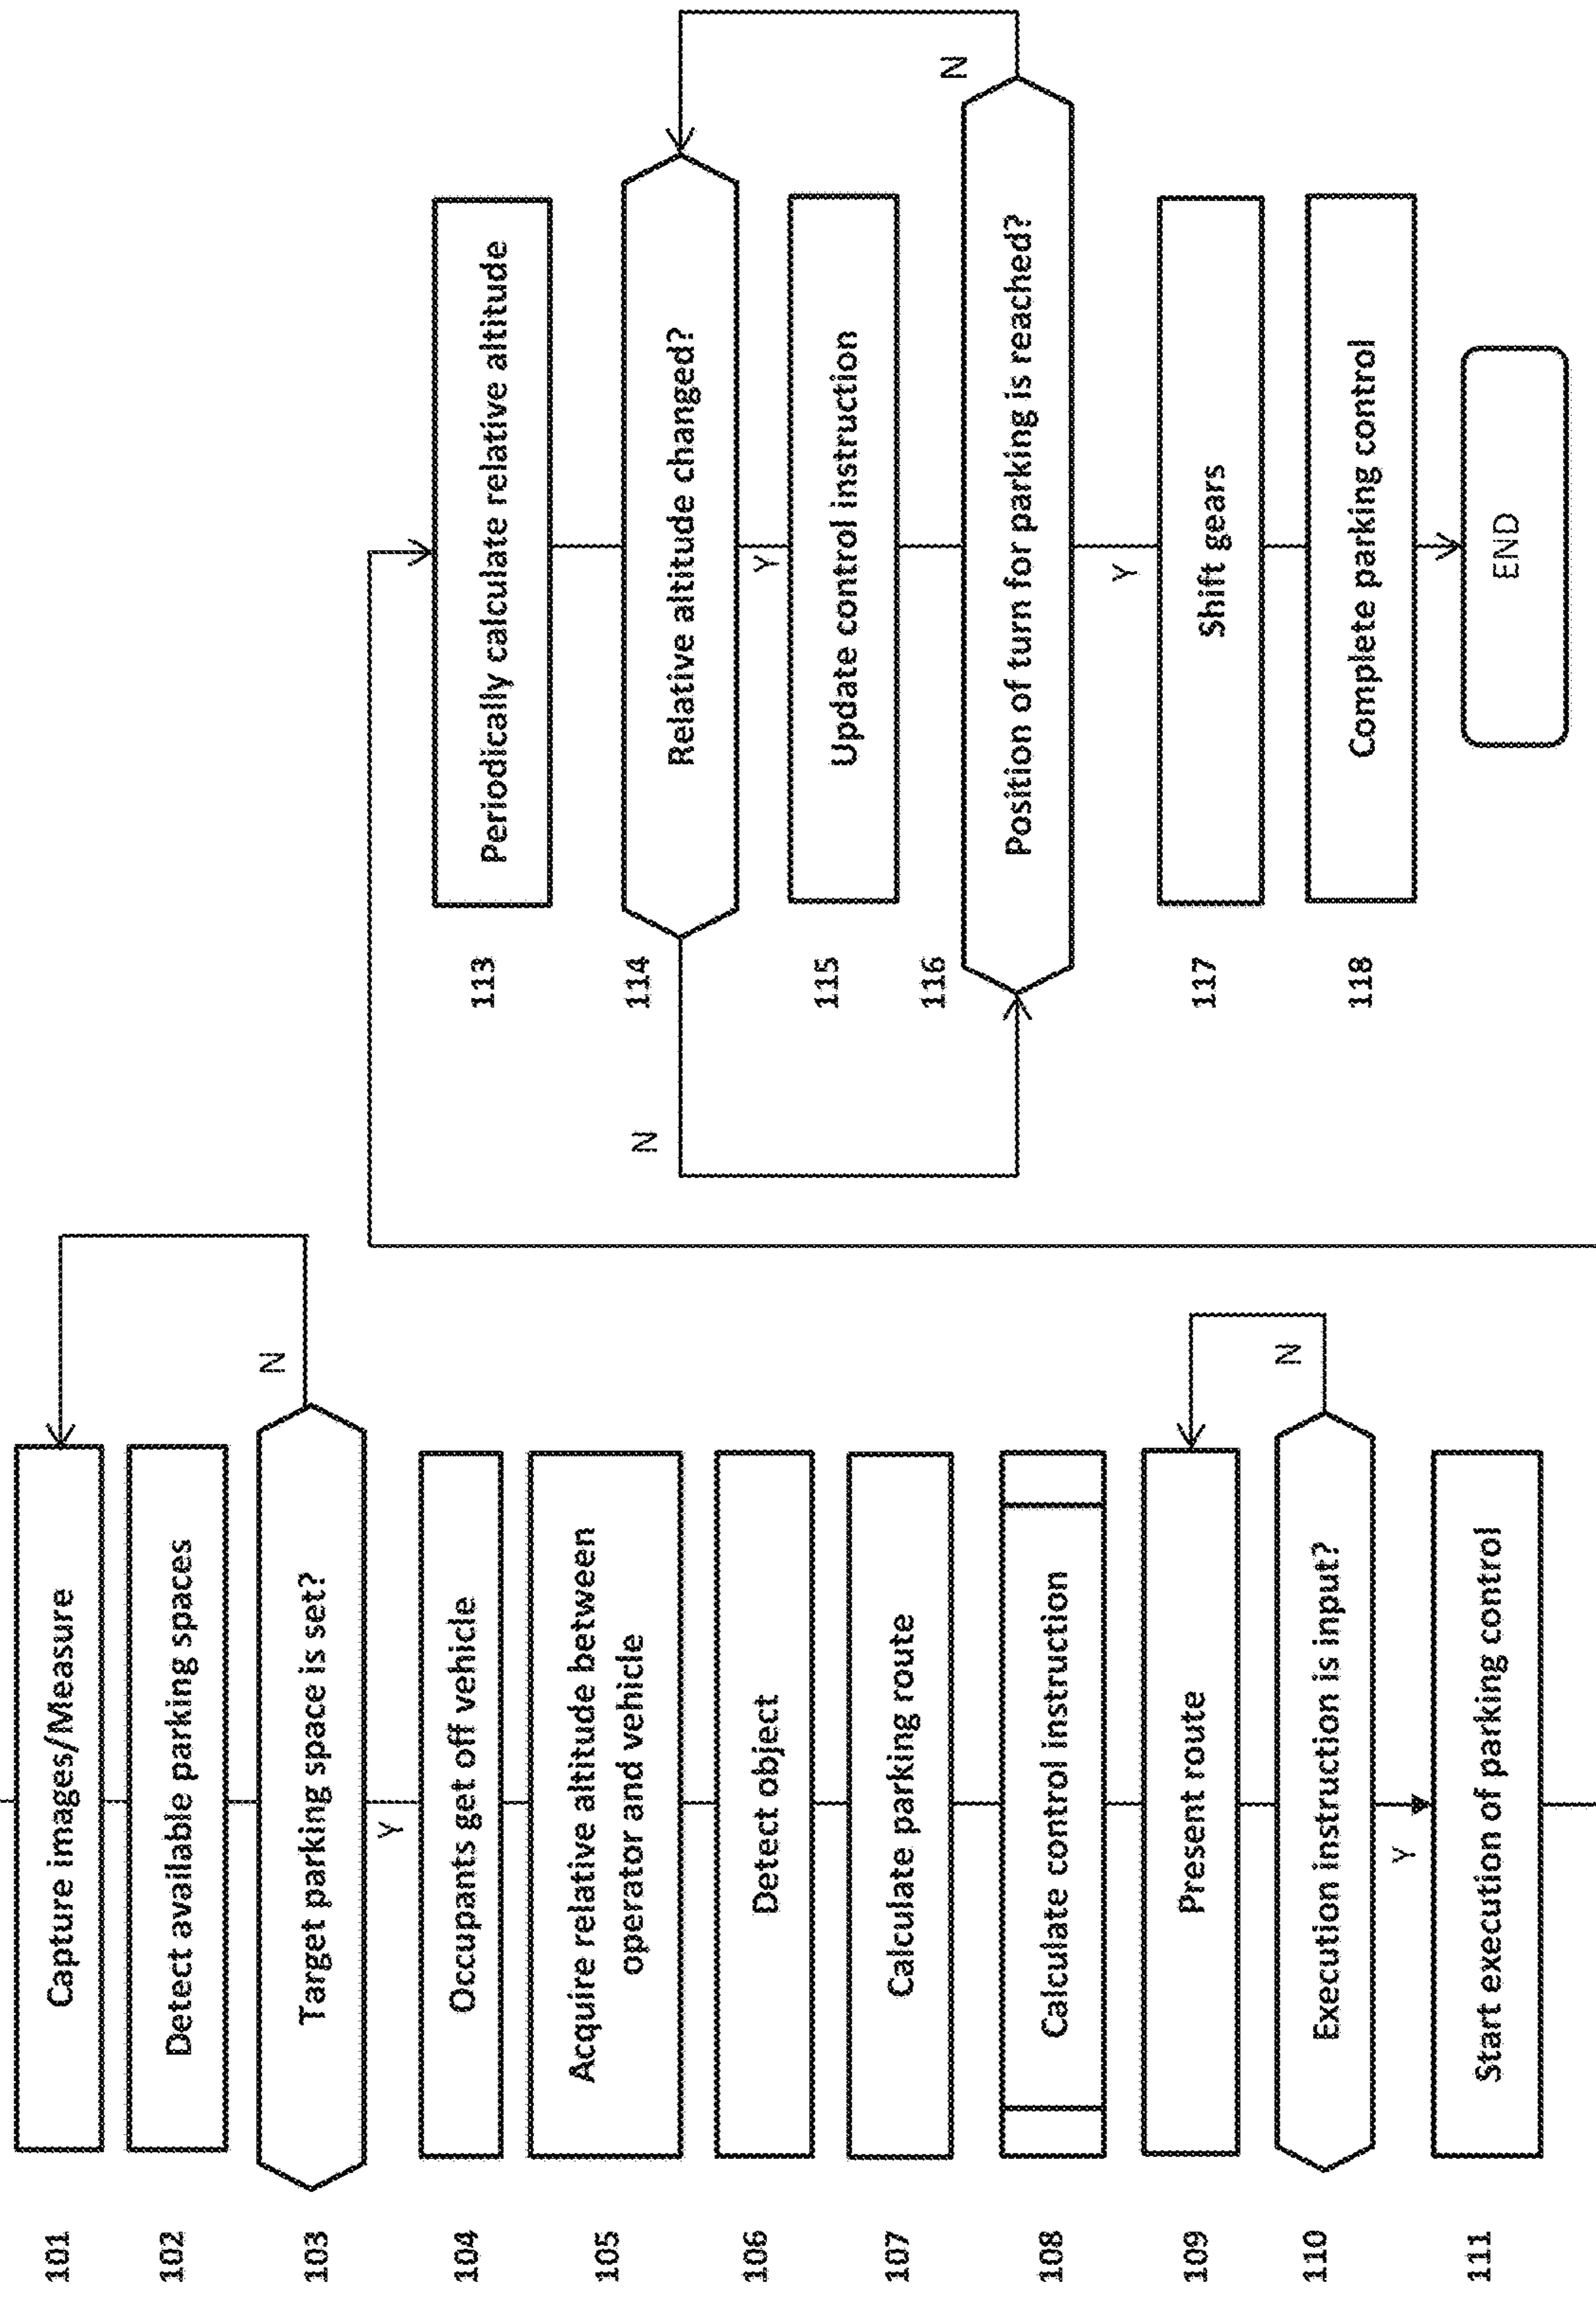 101
Capture images/Measure
102
Detect available parking spaces
103
Target parking space is set?
N
Y
104
Occupants get off vehicle
105
Acquire relative altitude between
operator and vehicle
106
Detect object
107
Calculate parking route
108
Calculate control instruction
109
Present route
110
Execution instruction is input?
N
Y
111
Start execution of parking control
113
Periodically calculate relative altitude
114
Relative altitude changed?
N
Y
115
Update control instruction
116
Position of turn for parking is reached?
N
Y
117
Shift gears
118
Complete parking control
END